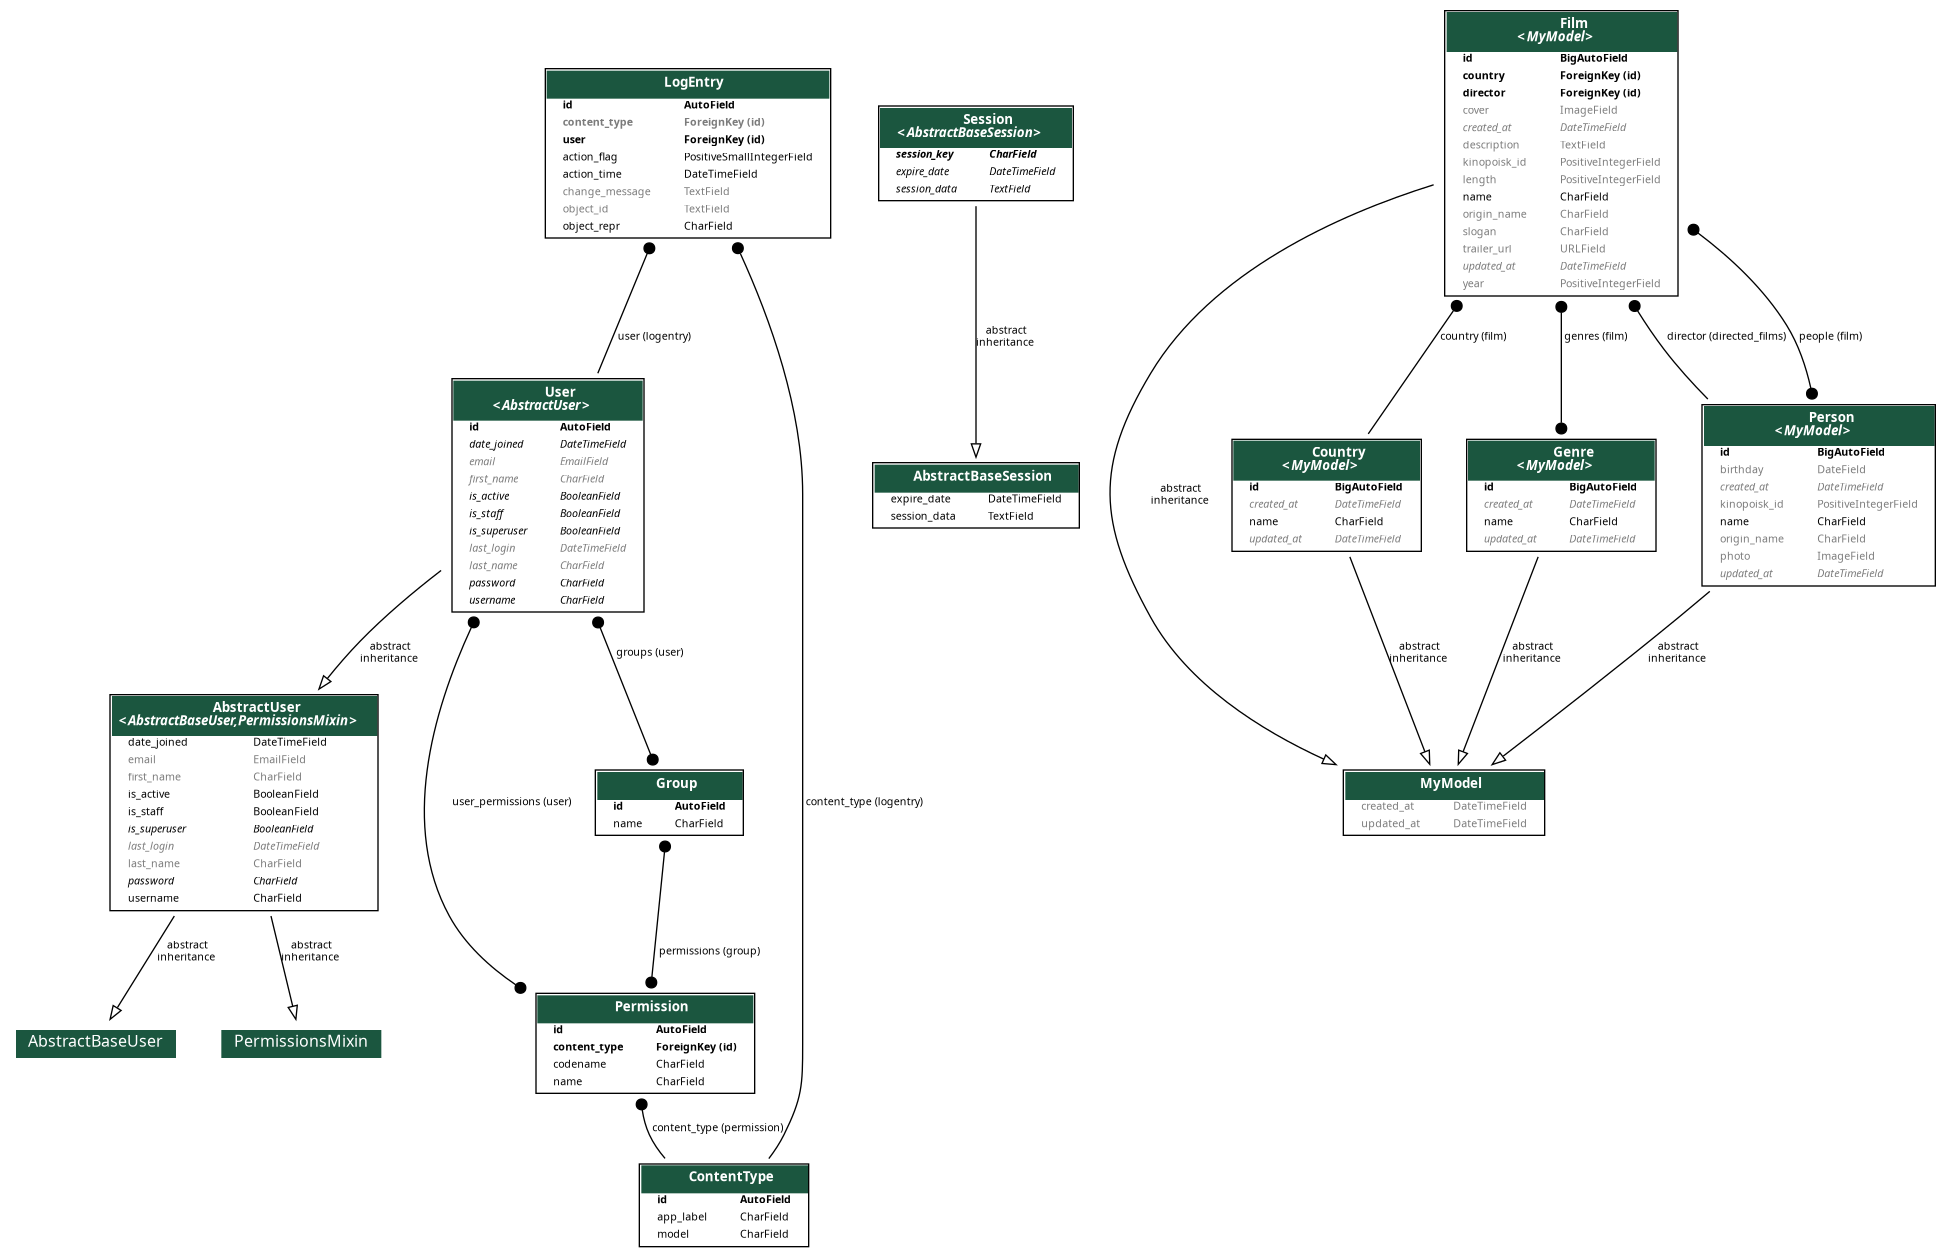 Film
<MyModel>
id BigAutoField
country ForeignKey (id)
director ForeignKey (id)
cover ImageField
created_at DateTimeField
description TextField
kinopoisk_id PositiveIntegerField
length PositiveIntegerField
name CharField
origin_name CharField
slogan CharField
trailer_url URLField
updated_at DateTimeField
year PositiveIntegerField
LogEntry
id AutoField
content_type ForeignKey (id)
user ForeignKey (id)
action_flag PositiveSmallIntegerField
action_time DateTimeField
change_message TextField
object_id TextField
object_repr CharField
Session
<AbstractBaseSession>
session_key CharField
expire_date DateTimeField
session_data TextField
user (logentry)
abstract
inheritance
country (film)
genres (film)
director (directed_films)
people (film)
User
<AbstractUser>
id AutoField
date_joined DateTimeField
email EmailField
first_name CharField
is_active BooleanField
is_staff BooleanField
is_superuser BooleanField
last_login DateTimeField
last_name CharField
password CharField
username CharField
AbstractBaseSession
expire_date DateTimeField
session_data TextField
abstract
inheritance
Country
<MyModel>
id BigAutoField
created_at DateTimeField
name CharField
updated_at DateTimeField
Genre
<MyModel>
id BigAutoField
created_at DateTimeField
name CharField
updated_at DateTimeField
Person
<MyModel>
id BigAutoField
birthday DateField
created_at DateTimeField
kinopoisk_id PositiveIntegerField
name CharField
origin_name CharField
photo ImageField
updated_at DateTimeField
abstract
inheritance
groups (user)
abstract
inheritance
abstract
inheritance
abstract
inheritance
AbstractUser
<AbstractBaseUser,PermissionsMixin>
date_joined DateTimeField
email EmailField
first_name CharField
is_active BooleanField
is_staff BooleanField
is_superuser BooleanField
last_login DateTimeField
last_name CharField
password CharField
username CharField
user_permissions (user)
Group
id AutoField
name CharField
content_type (logentry)
MyModel
created_at DateTimeField
updated_at DateTimeField
abstract
inheritance
abstract
inheritance
permissions (group)
AbstractBaseUser
PermissionsMixin
Permission
id AutoField
content_type ForeignKey (id)
codename CharField
name CharField
content_type (permission)
ContentType
id AutoField
app_label CharField
model CharField